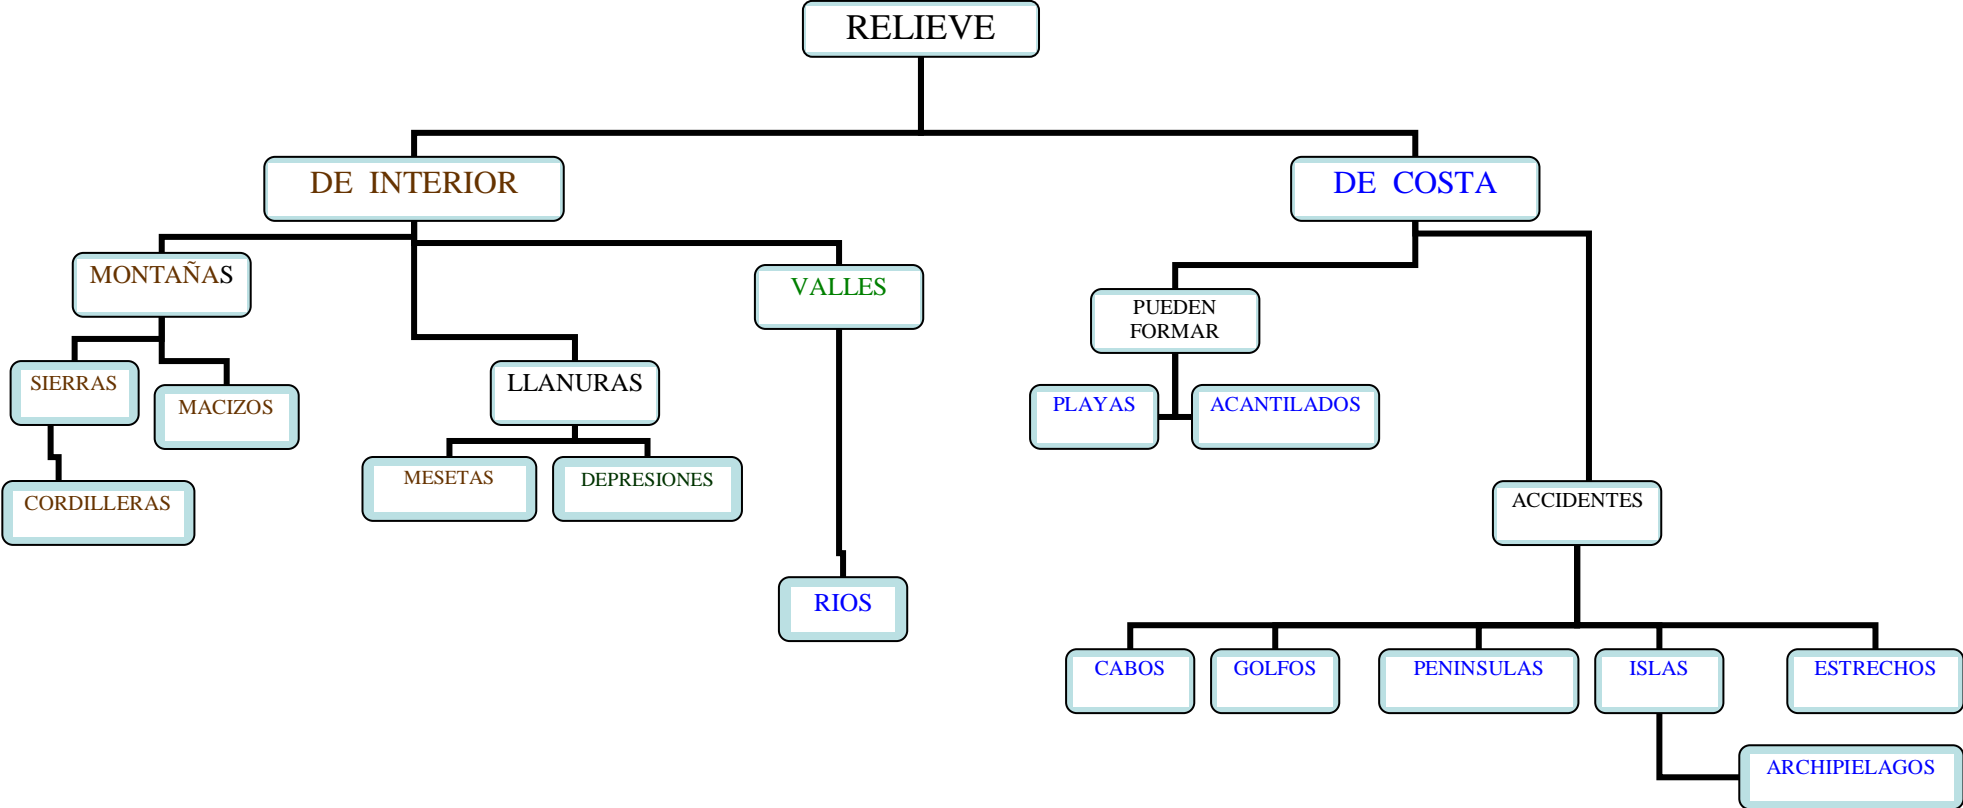 RELIEVE
DE INTERIOR
DE COSTA
MONTAÑAS
VALLES
PUEDEN
FORMAR
SIERRAS
MACIZOS
LLANURAS
PLAYAS
ACANTILADOS
MESETAS
DEPRESIONES
CORDILLERAS
ACCIDENTES
RIOS
CABOS
GOLFOS
PENINSULAS
ISLAS
ESTRECHOS
ARCHIPIELAGOS